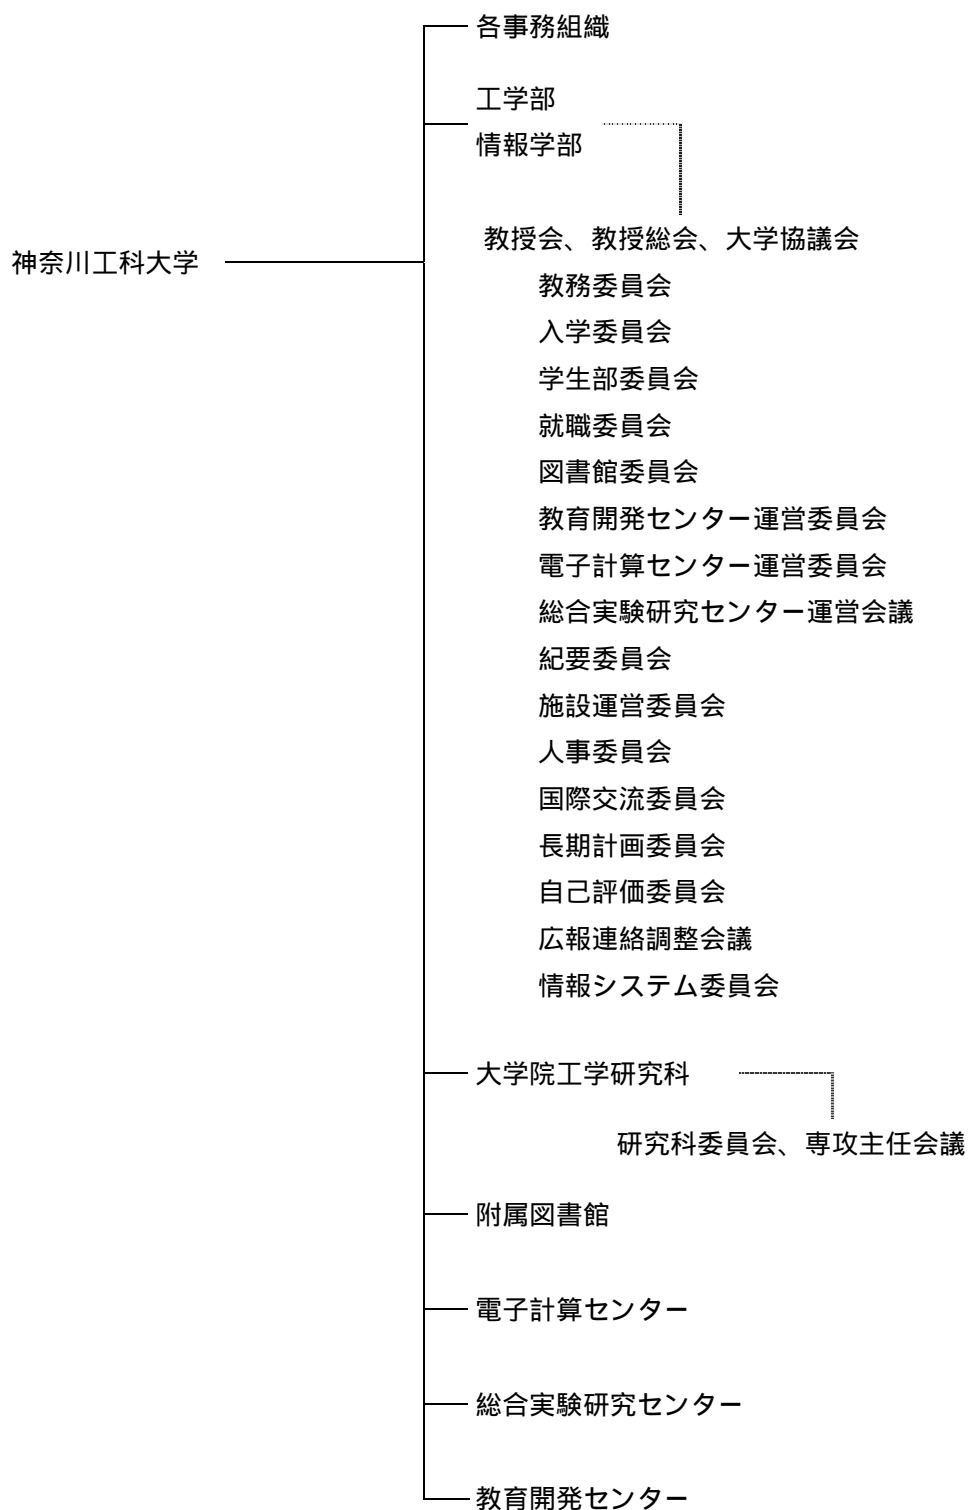 各事務組織
工学部
情報学部
教授会、教授総会、大学協議会
神奈川工科大学
教務委員会
入学委員会
学生部委員会
就職委員会
図書館委員会
教育開発センター運営委員会
電子計算センター運営委員会
総合実験研究センター運営会議
紀要委員会
施設運営委員会
人事委員会
国際交流委員会
長期計画委員会
自己評価委員会
広報連絡調整会議
情報システム委員会
大学院工学研究科
研究科委員会、専攻主任会議
附属図書館
電子計算センター
総合実験研究センター
教育開発センター